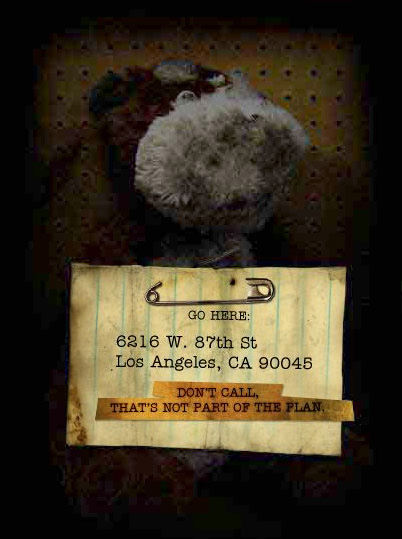 GO HERE:
6216 W. 87th St
Los Angeles, CA 90045
DON'T CALL,
THAT'S NOT PART OF THE PLAN.